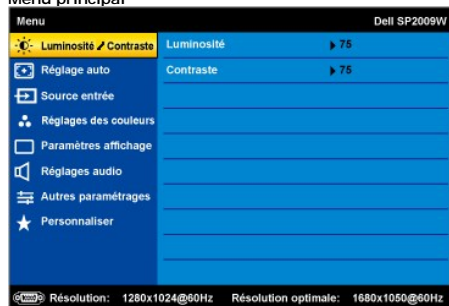 Menu principal
Menu Dell SP2009W
Luminosité / Contraste Luminosité 75
Réglage auto Contraste 75
Source entrée
Réglages des couleurs
Paramètres affichage
Réglages audio
Autres paramétrages
Personnaliser
Résolution: 1280x1024@60Hz Résolution optimale: 1680x1050@60Hz